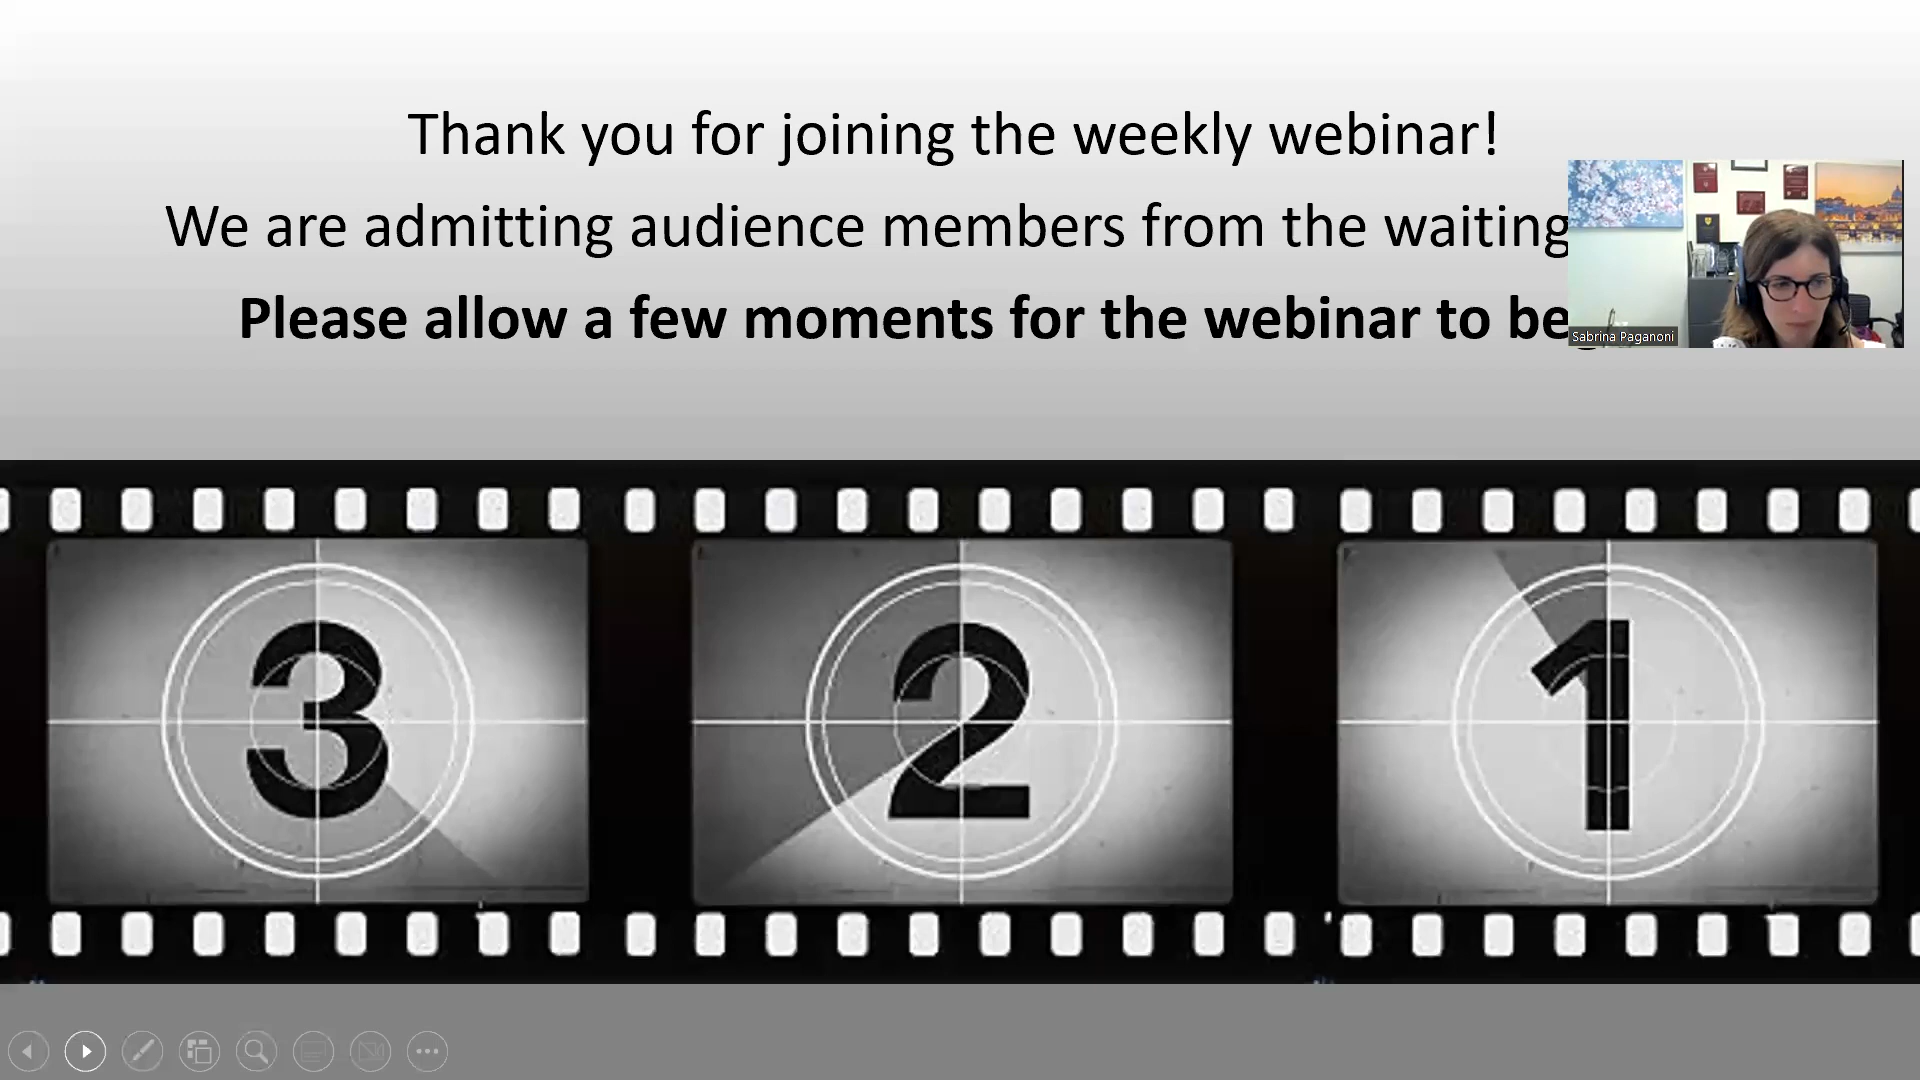 Thank you for joining the weekly webinar!
We are admitting audience members from the waiting
Please allow a few moments for the webinar to be
Sabrina Paganoni
3 2 1